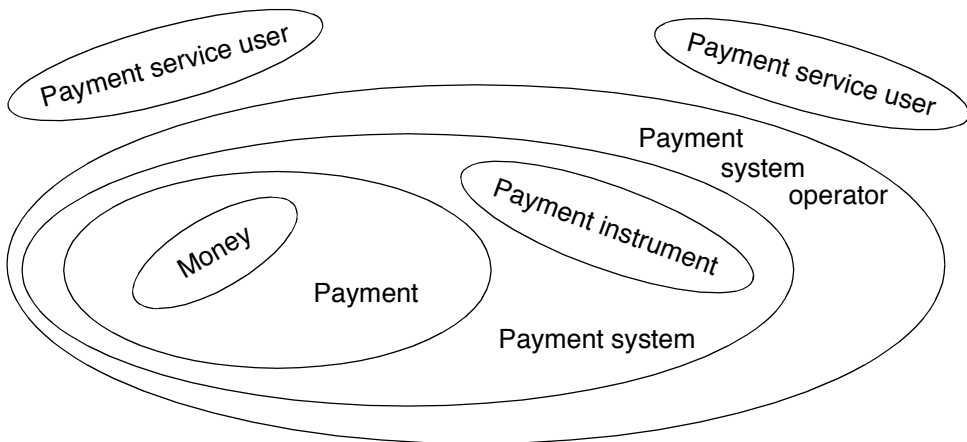 Payment service user
Payment service user
Payment
system
operator
Payment instrument
Money
Payment
Payment system